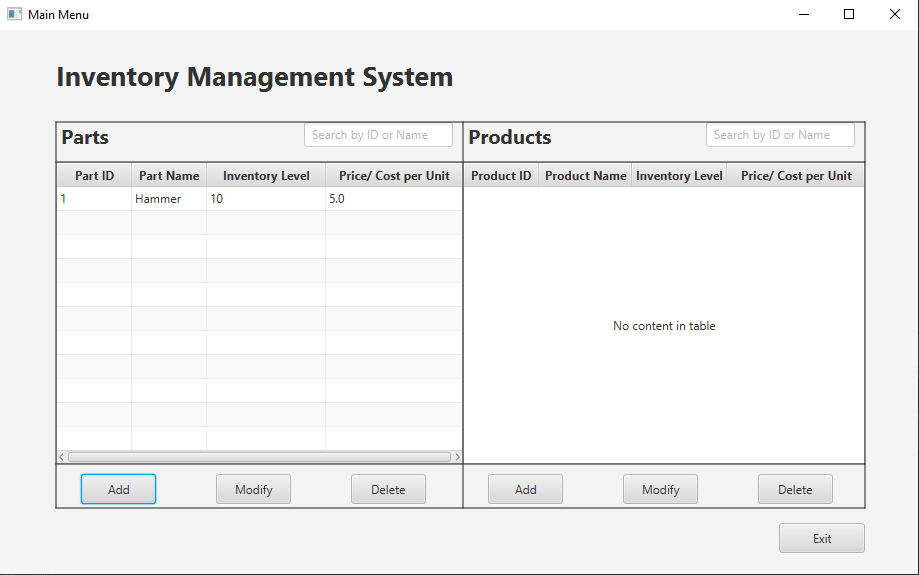 Main Menu
Inventory Management System
Parts
Search by ID or Name
Part ID Part Name Inventory Level Price/ Cost per Unit
1 Hammer 10 5.0
Add Modify Delete
Products
Search by ID or Name
Product ID Product Name Inventory Level Price/ Cost per Unit
No content in table
Add Modify Delete
Exit